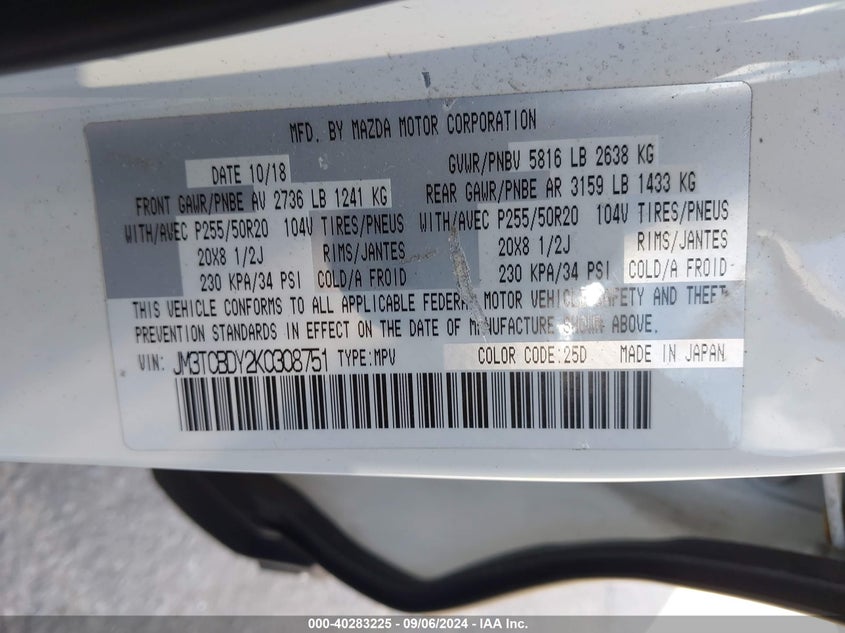 MFD. BY MAZDA MOTOR CORPORATION
DATE 10/18 GVWR/PNBV 5816 LB 2638 KG
FRONT GAWR/PNBE AV 2736 LB 1241 KG REAR GAWR/PNBE AR 3159 LB 1433 KG
WITH/AVEC P255/50R20 104V TIRES/PNEUS WITH/AVEC P255/50R20 104V TIRES/PNEUS
20X8 1/2J RIMS/JANTES 20X8 1/2J RIMS/JANTES
230 KPA/34 PSI COLD/A FROID 230 KPA/34 PSI COLD/A FROID
THIS VEHICLE CONFORMS TO ALL APPLICABLE FEDERAL MOTOR VEHICLE SAFETY AND THEFT
PREVENTION STANDARDS IN EFFECT ON THE DATE OF MANUFACTURE SHOWN ABOVE.
VIN: JM3TCBDY2K0308751 TYPE:MPV COLOR CODE:25D MADE IN JAPAN
000-40283225 - 09/06/2024 - IAA Inc.